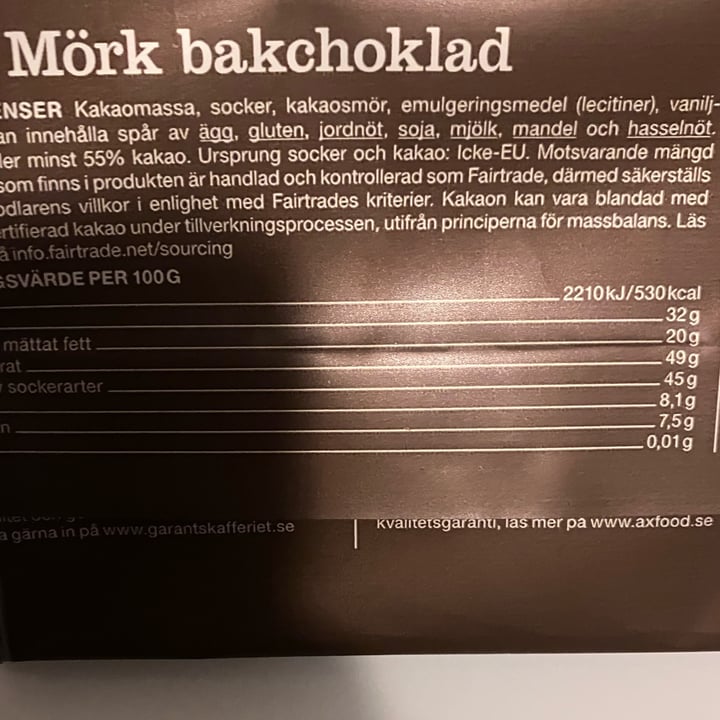 Mörk bakchoklad
ENSER Kakaomassa, socker, kakaosmör, emulgeringsmedel (lecitiner), vanilj-
an innehålla spår av ägg, gluten, jordnöt, soja, mjölk, mandel och hasselnöt.
ler minst 55% kakao. Ursprung socker och kakao: Icke-EU. Motsvarande mängd
som finns i produkten är handlad och kontrollerad som Fairtrade, därmed säkerställs
odlarens villkor i enlighet med Fairtrades kriterier. Kakaon kan vara blandad med
rtifierad kakao under tillverkningsprocessen, utifrån principerna för massbalans. Läs
å info.fairtrade.net/sourcing
GSVÄRDE PER 100 G
2210 kJ/530 kcal
32 g
mättat fett 20 g
rat 49 g
v sockerarter 45 g
8,1 g
n 7,5 g
0,01 g
a gärna in på www.garantskafferiet.se
kvalitetsgaranti, läs mer på www.axfood.se